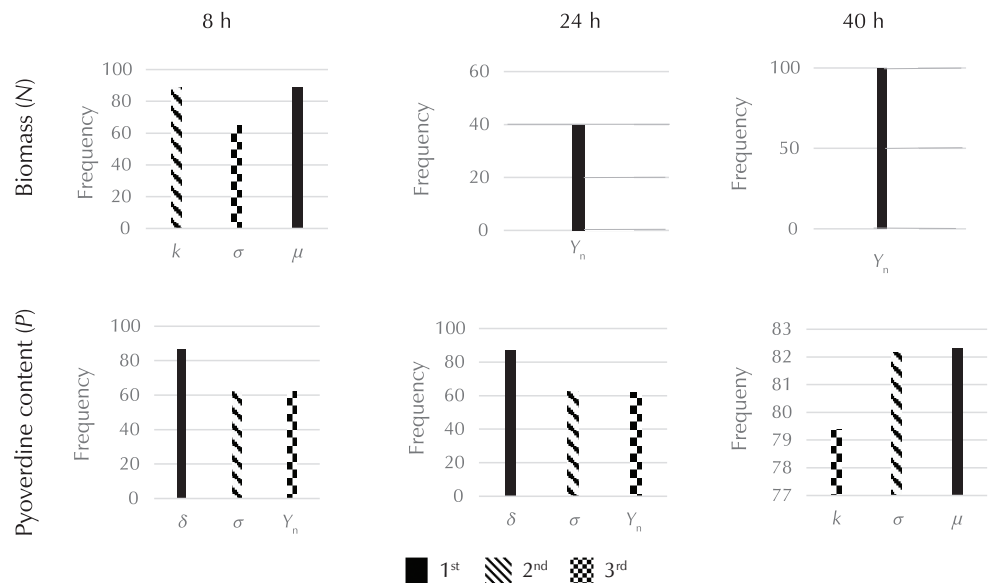 8 h 24 h 40 h
Biomass (N)
Frequency
100
80
60
40
20
0
k σ μ
Frequency
60
40
20
0
Yn
Frequency
100
50
0
Yn
Pyoverdine content (P)
Frequency
100
80
60
40
20
0
δ σ Yn
Frequency
100
80
60
40
20
0
δ σ Yn
Frequeny
83
82
81
80
79
78
77
k σ μ
1st 2nd 3rd